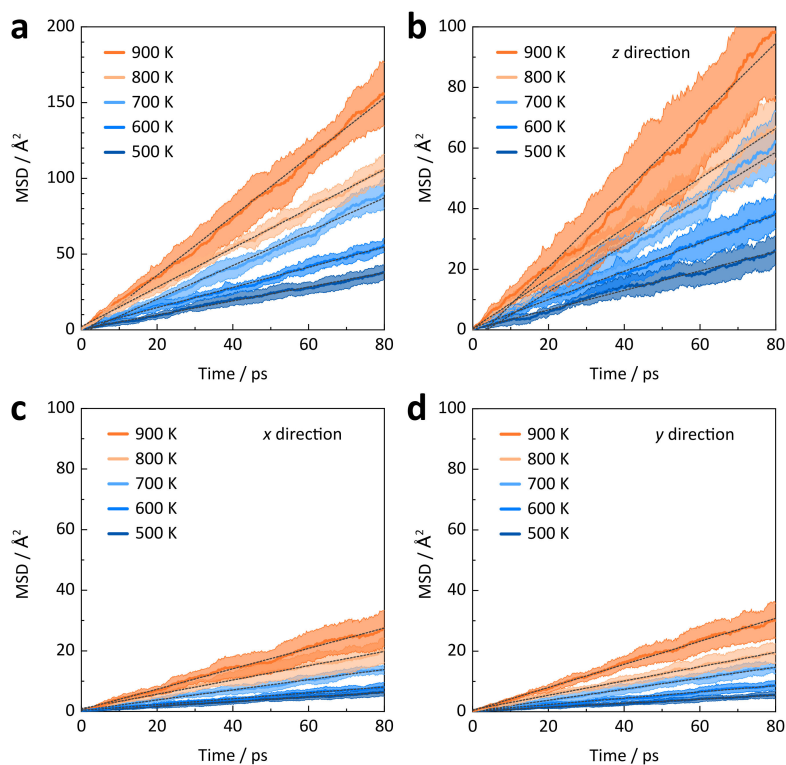 a
200
150
100
50
0
MSD / Å²
900 K
800 K
700 K
600 K
500 K
0 20 40 60 80
Time / ps
b
100
80
60
40
20
0
MSD / Å²
900 K
z direction
800 K
700 K
600 K
500 K
0 20 40 60 80
Time / ps
c
100
80
60
40
20
0
MSD / Å²
900 K
x direction
800 K
700 K
600 K
500 K
0 20 40 60 80
Time / ps
d
100
80
60
40
20
0
MSD / Å²
900 K
y direction
800 K
700 K
600 K
500 K
0 20 40 60 80
Time / ps